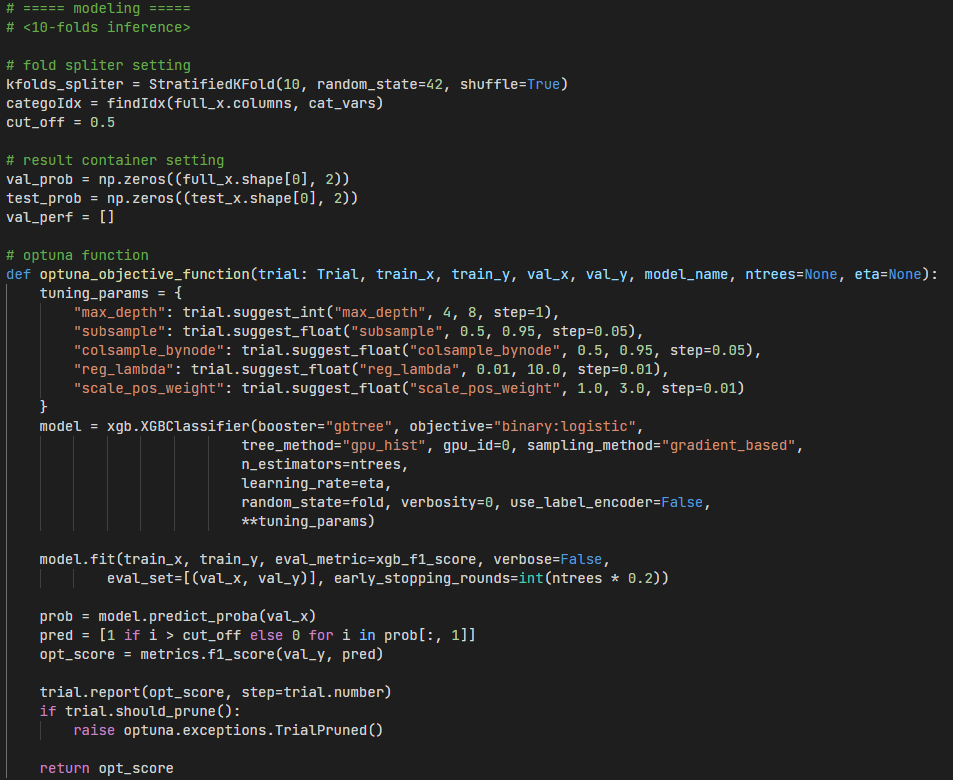 # ===== modeling =====
# <10-folds inference>

# fold spliter setting
kfolds_spliter = StratifiedKFold(10, random_state=42, shuffle=True)
categoIdx = findIdx(full_x.columns, cat_vars)
cut_off = 0.5

# result container setting
val_prob = np.zeros((full_x.shape[0], 2))
test_prob = np.zeros((test_x.shape[0], 2))
val_perf = []

# optuna function
def optuna_objective_function(trial: Trial, train_x, train_y, val_x, val_y, model_name, ntrees=None, eta=None):
    tuning_params = {
        "max_depth": trial.suggest_int("max_depth", 4, 8, step=1),
        "subsample": trial.suggest_float("subsample", 0.5, 0.95, step=0.05),
        "colsample_bynode": trial.suggest_float("colsample_bynode", 0.5, 0.95, step=0.05),
        "reg_lambda": trial.suggest_float("reg_lambda", 0.01, 10.0, step=0.01),
        "scale_pos_weight": trial.suggest_float("scale_pos_weight", 1.0, 3.0, step=0.01)
    }
    model = xgb.XGBClassifier(booster="gbtree", objective="binary:logistic",
                            tree_method="gpu_hist", gpu_id=0, sampling_method="gradient_based",
                            n_estimators=ntrees,
                            learning_rate=eta,
                            random_state=fold, verbosity=0, use_label_encoder=False,
                            **tuning_params)

    model.fit(train_x, train_y, eval_metric=xgb_f1_score, verbose=False,
            eval_set=[(val_x, val_y)], early_stopping_rounds=int(ntrees * 0.2))

    prob = model.predict_proba(val_x)
    pred = [1 if i > cut_off else 0 for i in prob[:, 1]]
    opt_score = metrics.f1_score(val_y, pred)

    trial.report(opt_score, step=trial.number)
    if trial.should_prune():
        raise optuna.exceptions.TrialPruned()

    return opt_score